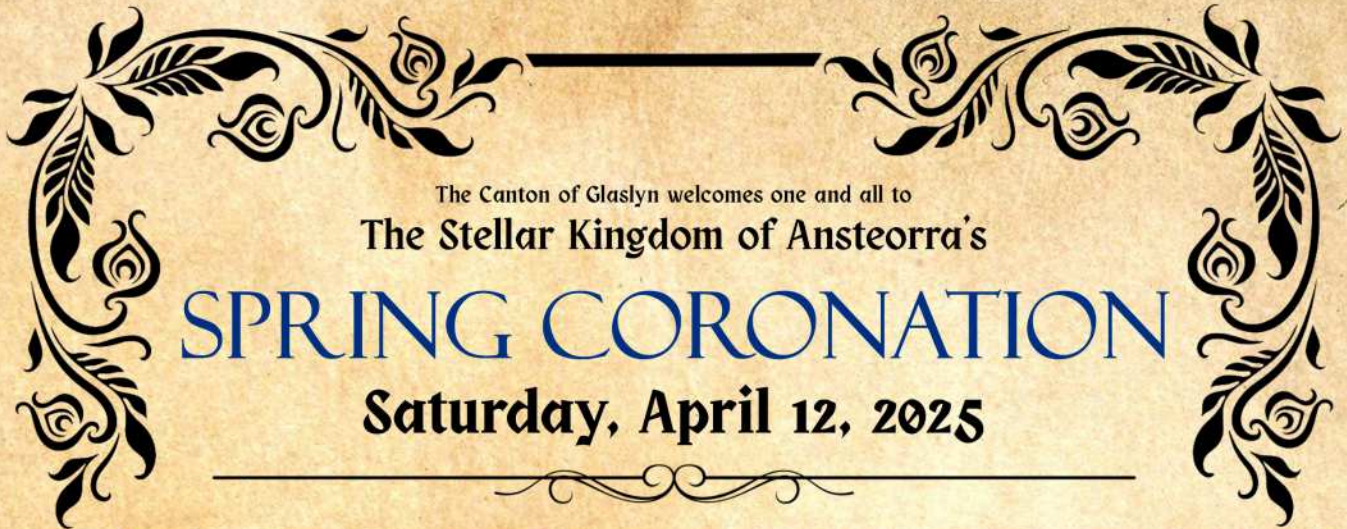 The Canton of Glaslyn welcomes one and all to
The Stellar Kingdom of Ansteorra's
SPRING CORONATION
Saturday, April 12, 2025